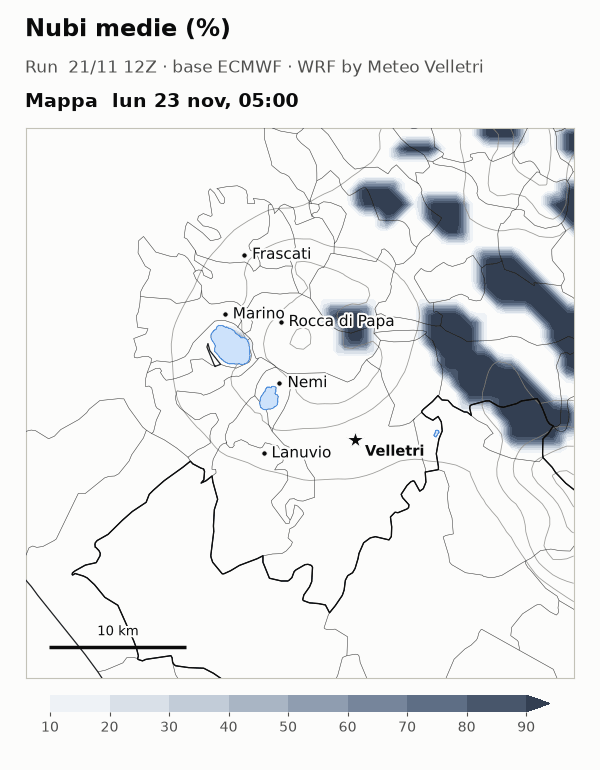 Nubi medie (%)
Run  21/11 12Z · base ECMWF · WRF by Meteo Velletri
Mappa  lun 23 nov, 05:00
Frascati
Marino
Rocca di Papa
Nemi
Velletri
Lanuvio
10 km
10 20 30 40 50 60 70 80 90